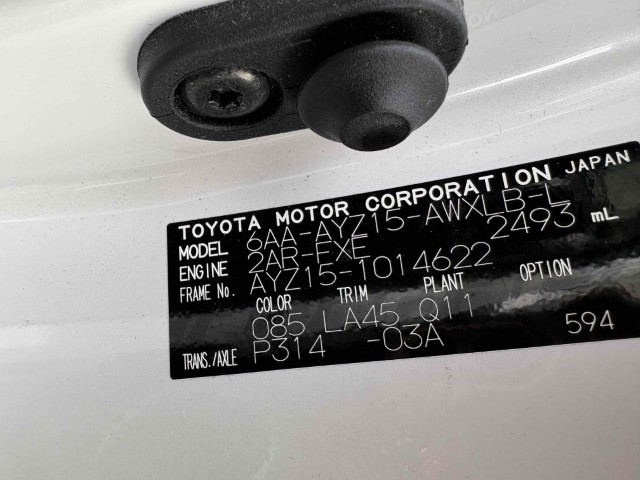 TOYOTA MOTOR CORPORATION JAPAN
MODEL 6AA-AYZ15-AWXLB-L
ENGINE 2AR-FXE 2493 mL
FRAME No. AYZ15-1014622
COLOR TRIM PLANT OPTION
085 LA45 Q11
TRANS./AXLE P314 -03A 594